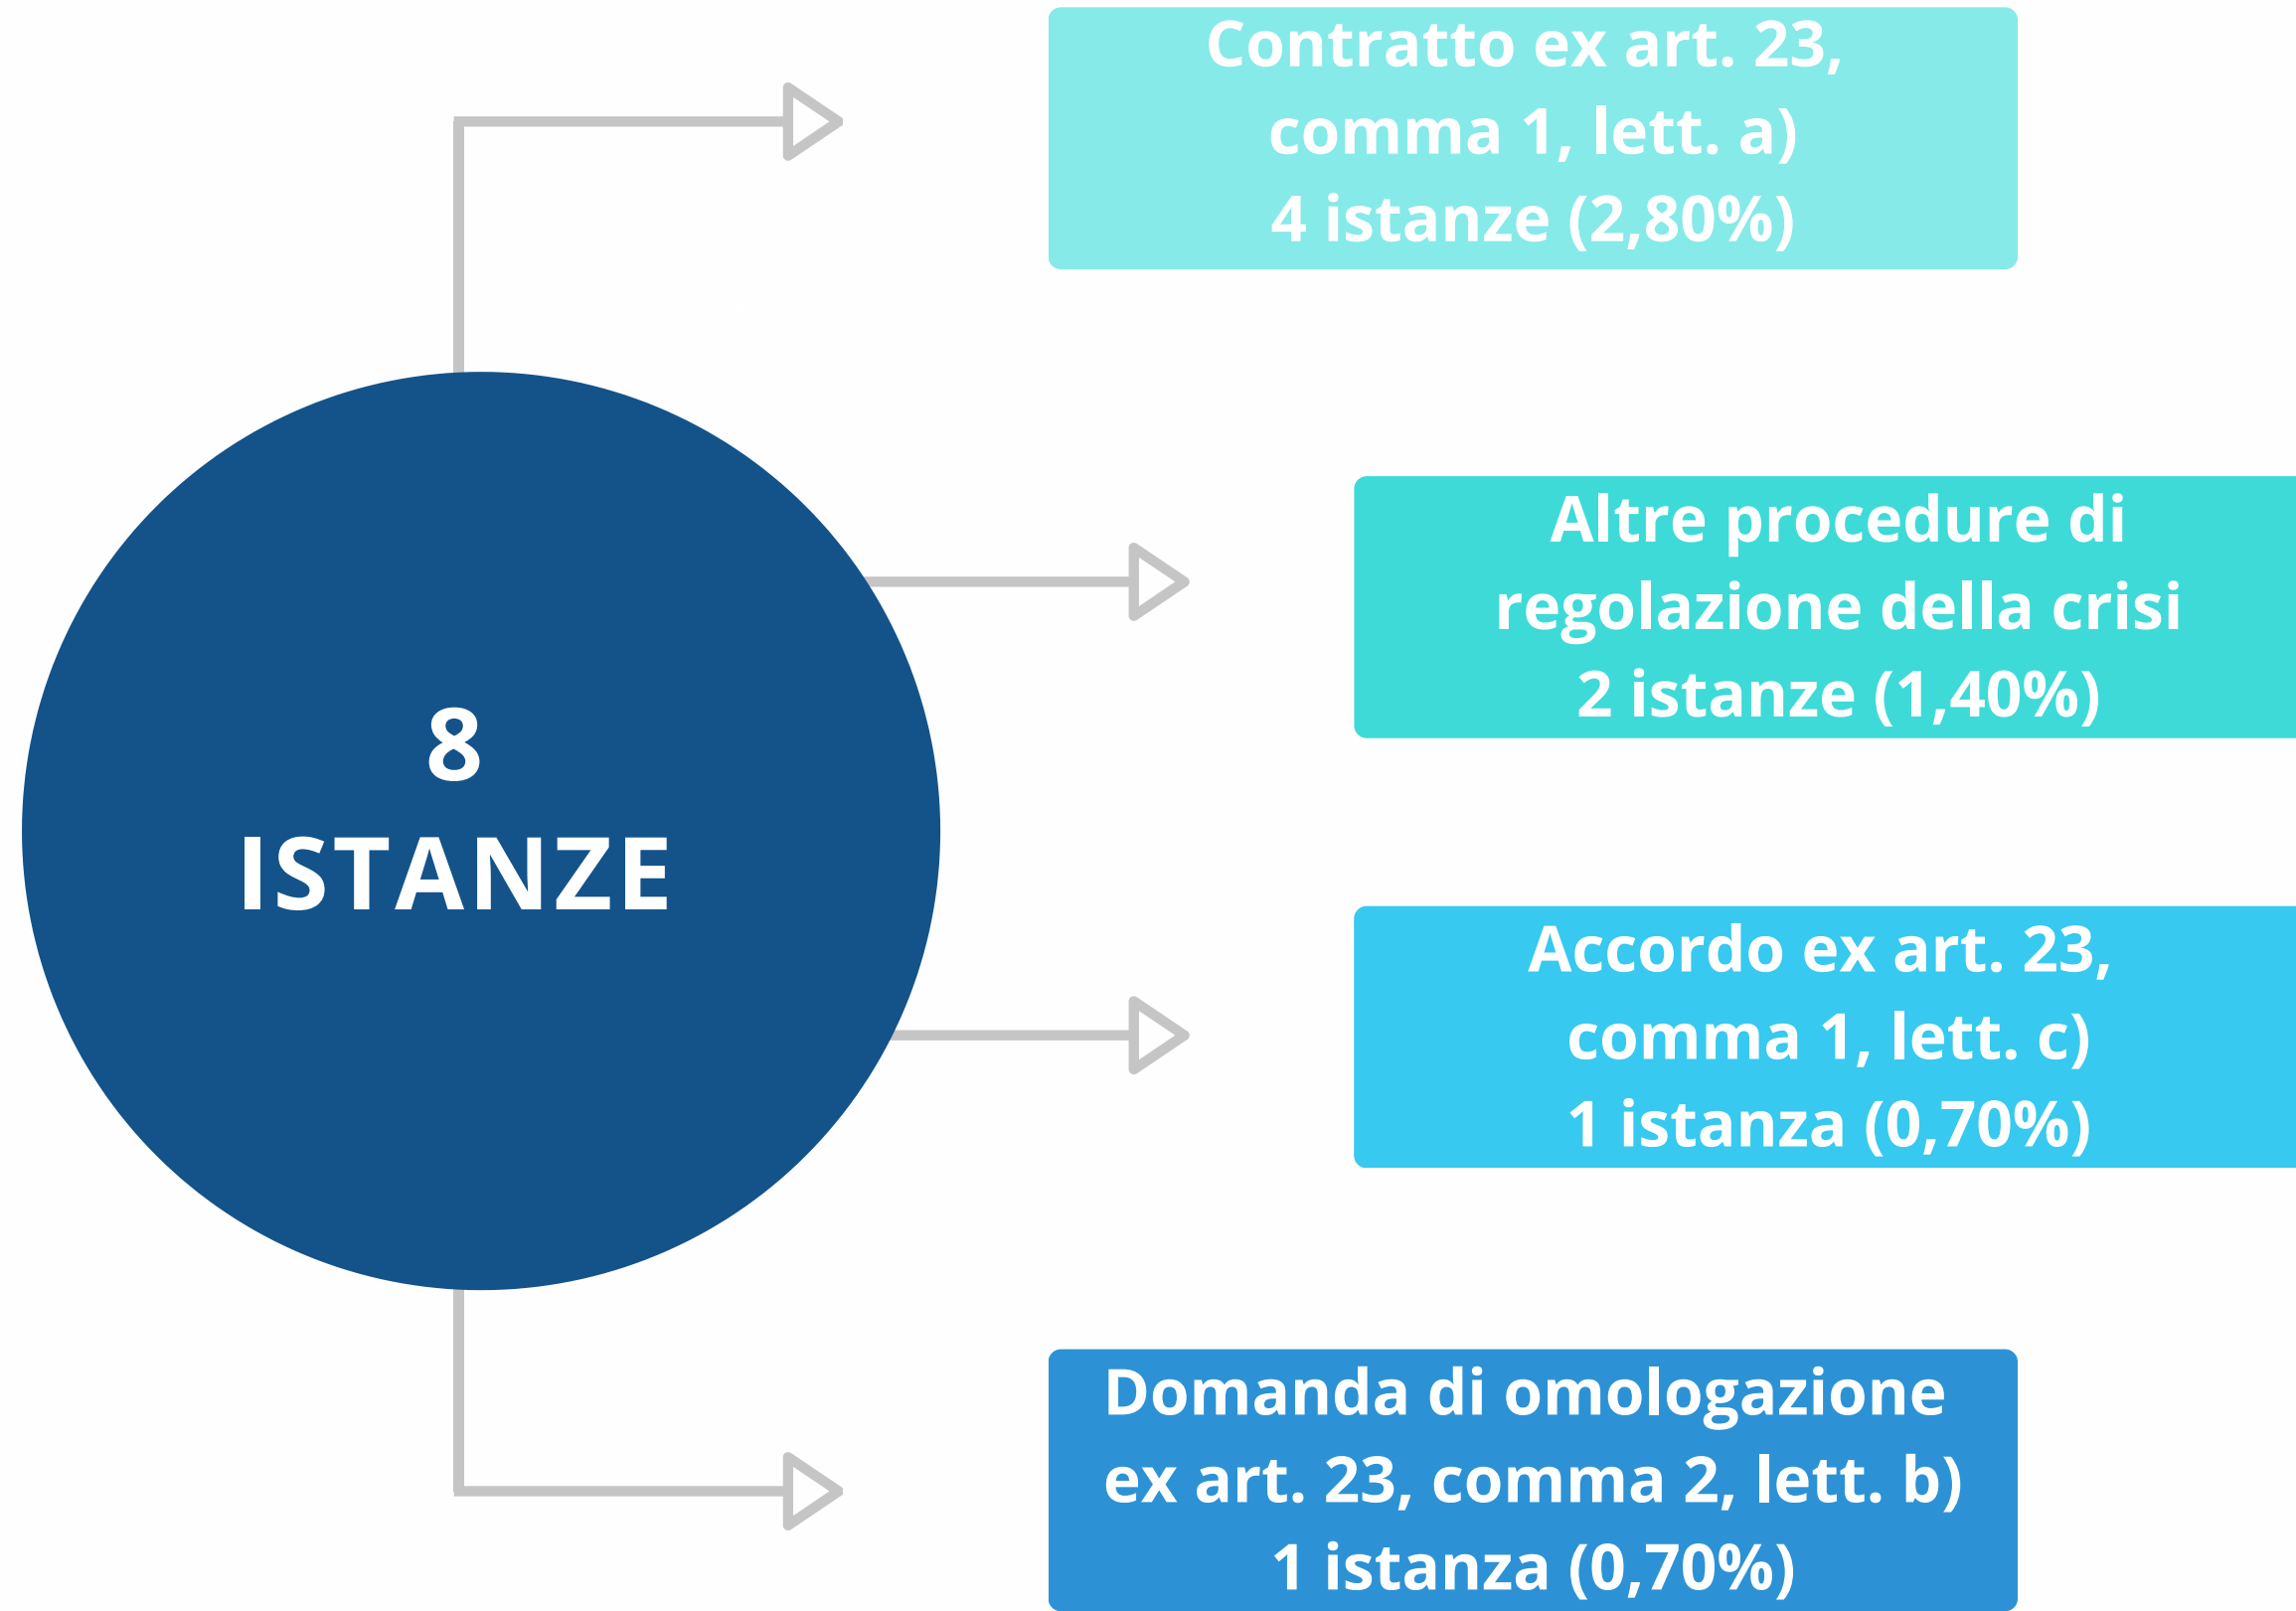 Contratto ex art. 23,
comma 1, lett. a)
4 istanze (2,80%)
Altre procedure di
regolazione della crisi
2 istanze (1,40%)
8
ISTANZE
Accordo ex art. 23,
comma 1, lett. c)
1 istanza (0,70%)
Domanda di omologazione
ex art. 23, comma 2, lett. b)
1 istanza (0,70%)